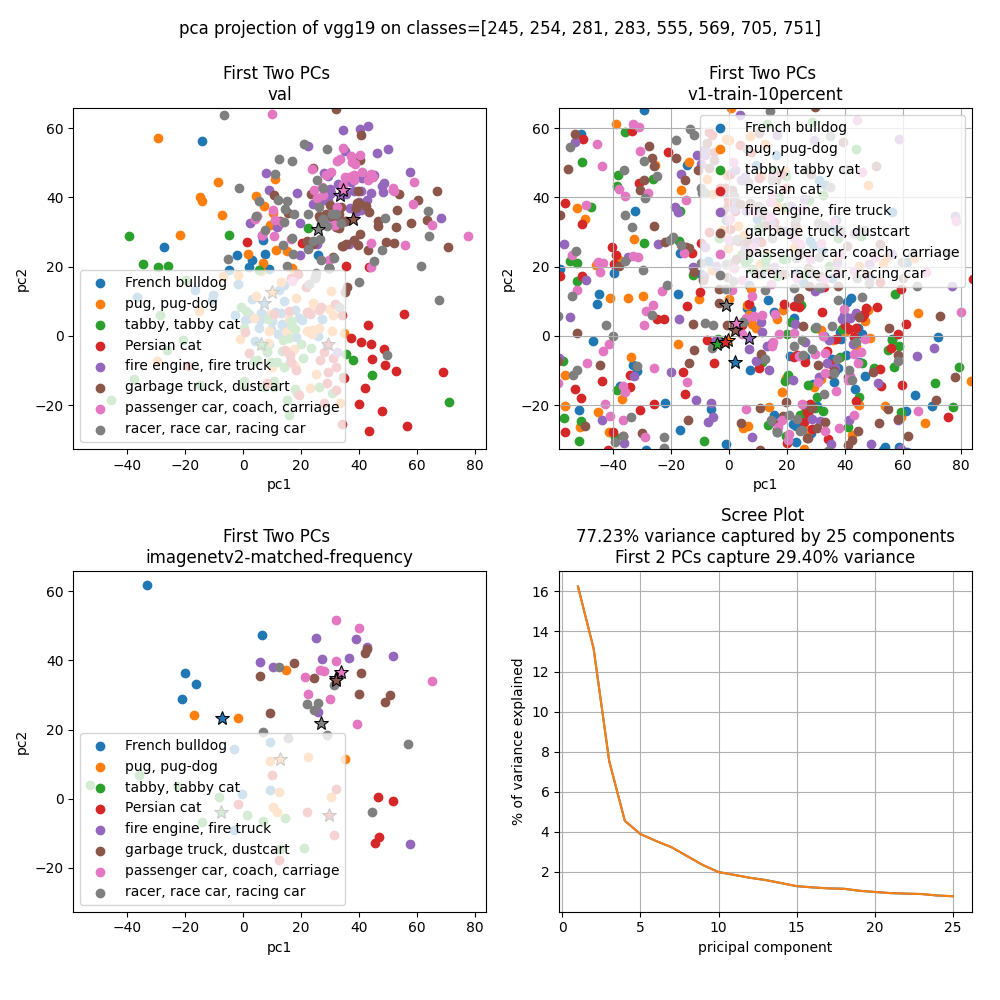 pca projection of vgg19 on classes=[245, 254, 281, 283, 555, 569, 705, 751]
First Two PCs
val
60
40
20
0
−20
pc2
−40
−20
0
20
40
60
80
pc1
French bulldog
pug, pug-dog
tabby, tabby cat
Persian cat
fire engine, fire truck
garbage truck, dustcart
passenger car, coach, carriage
racer, race car, racing car
First Two PCs
v1-train-10percent
60
40
20
0
−20
pc2
−40
−20
0
20
40
60
80
pc1
French bulldog
pug, pug-dog
tabby, tabby cat
Persian cat
fire engine, fire truck
garbage truck, dustcart
passenger car, coach, carriage
racer, race car, racing car
First Two PCs
imagenetv2-matched-frequency
60
40
20
0
−20
pc2
−40
−20
0
20
40
60
80
pc1
French bulldog
pug, pug-dog
tabby, tabby cat
Persian cat
fire engine, fire truck
garbage truck, dustcart
passenger car, coach, carriage
racer, race car, racing car
Scree Plot
77.23% variance captured by 25 components
First 2 PCs capture 29.40% variance
16
14
12
10
8
6
4
2
% of variance explained
0
5
10
15
20
25
pricipal component